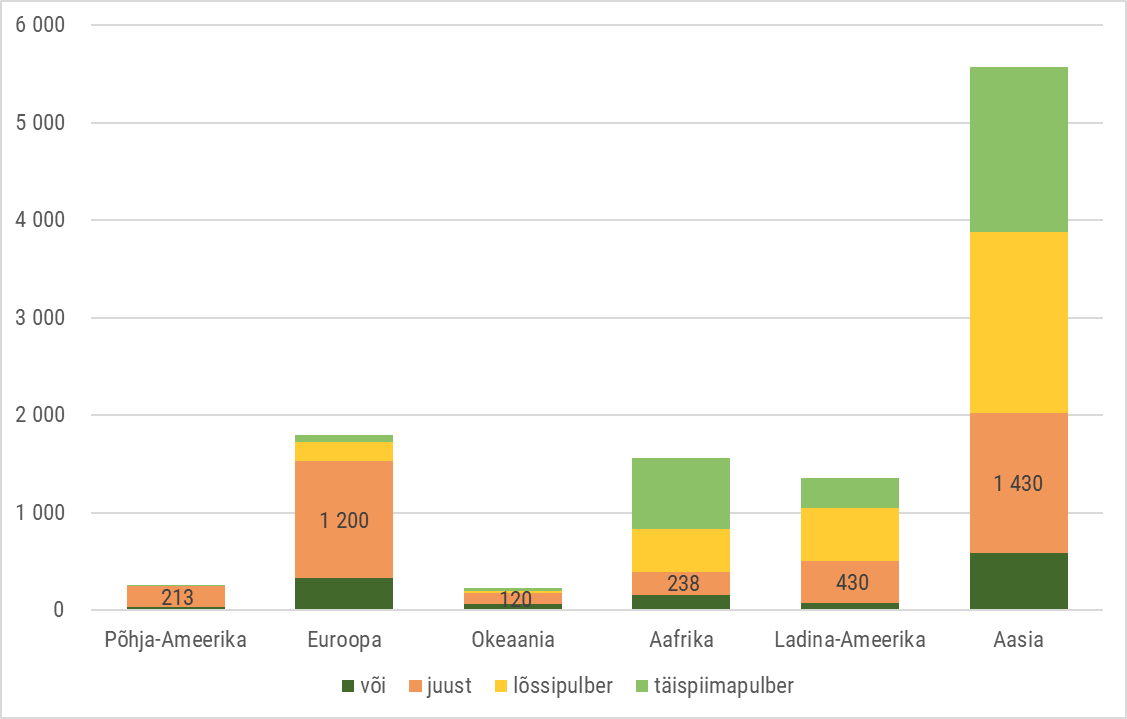 6 000
5 000
4 000
3 000
2 000
1 000
0
213
1 200
120
238
430
1 430
Põhja-Ameerika
Euroopa
Okeaania
Aafrika
Ladina-Ameerika
Aasia
või
juust
lõssipulber
täispiimapulber